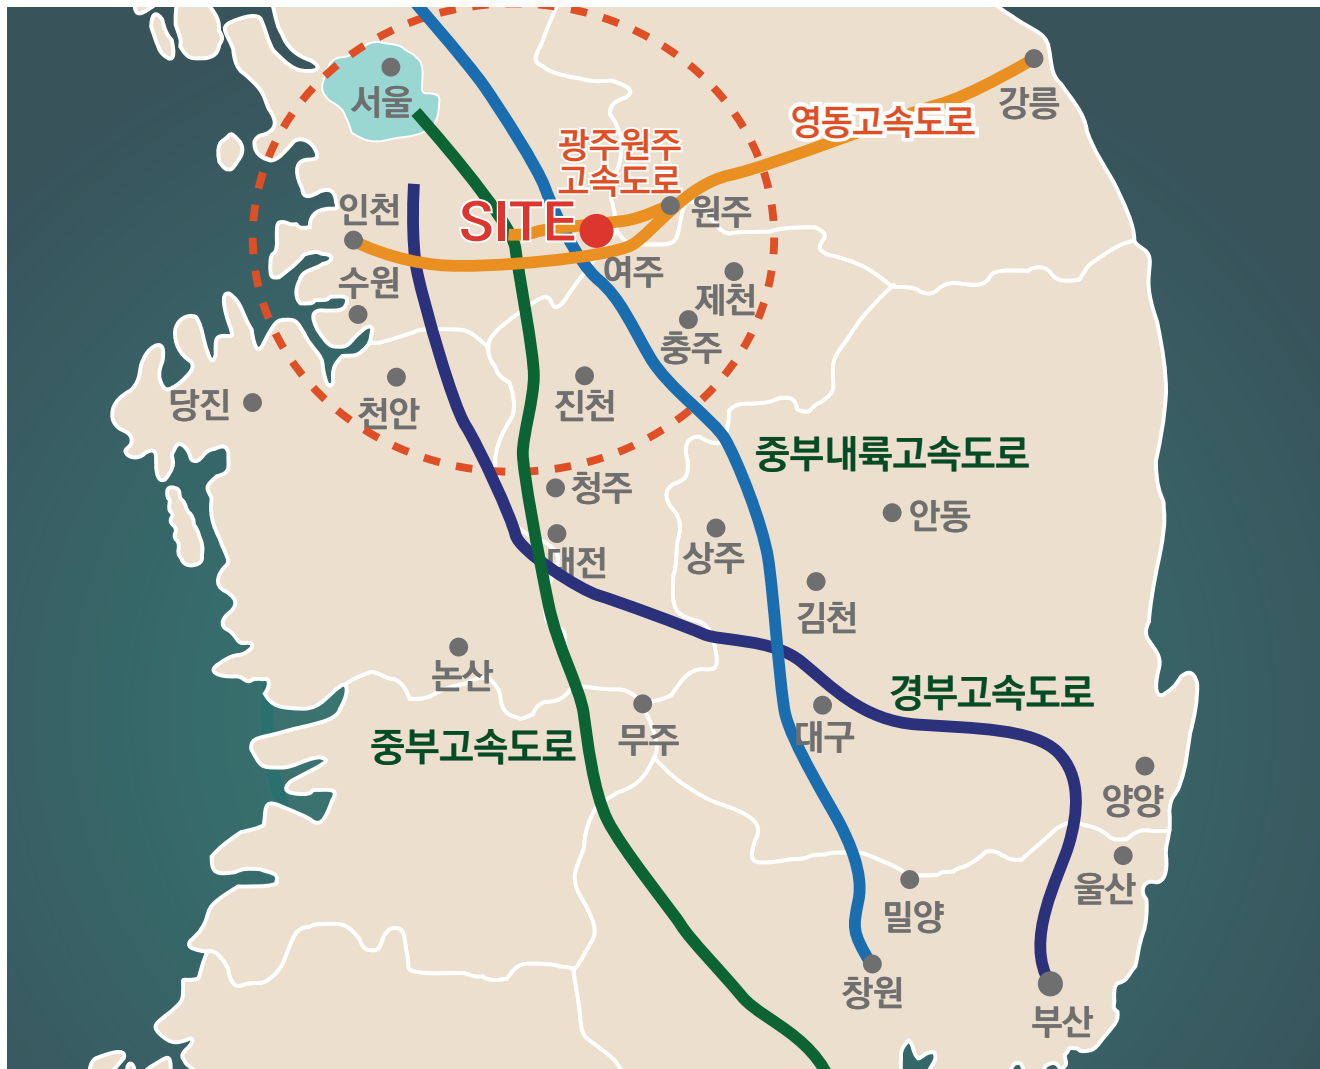 서울
강릉
영동고속도로
광주원주
고속도로
인천
SITE
원주
수원
여주
제천
충주
당진
천안
진천
중부내륙고속도로
청주
안동
대전
상주
김천
논산
경부고속도로
중부고속도로
무주
대구
양양
울산
밀양
창원
부산